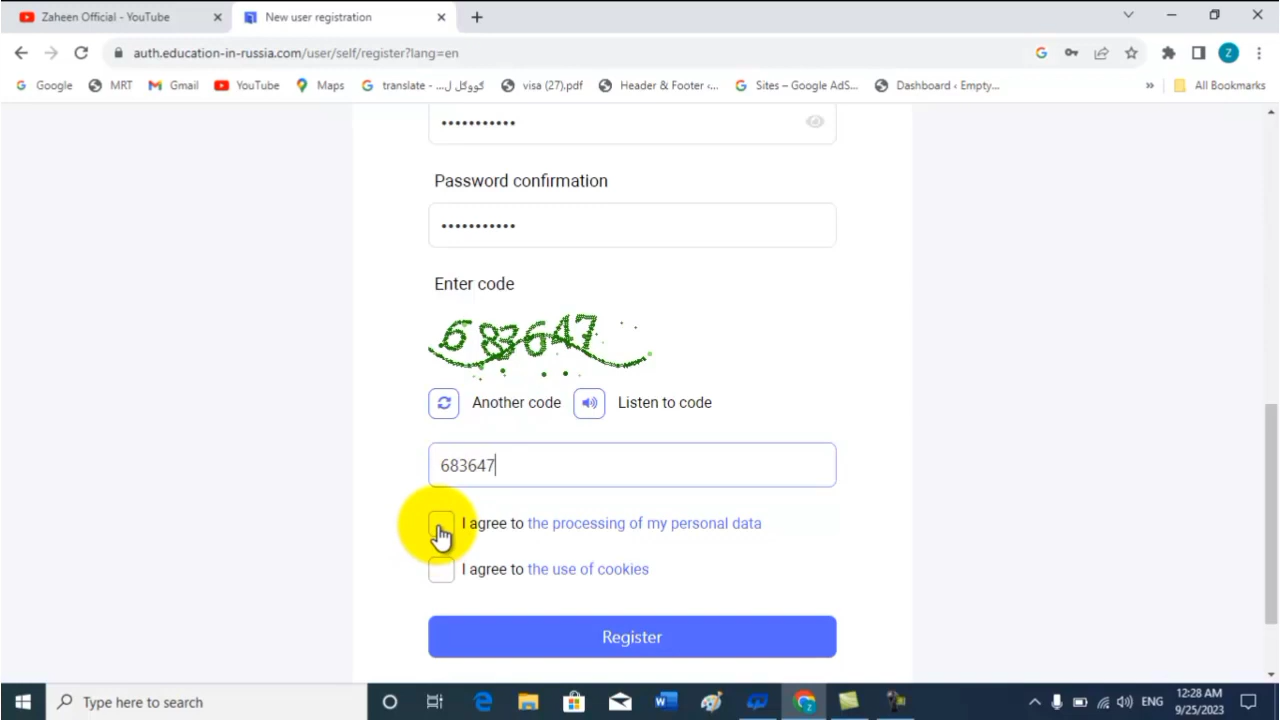 Zaheen Official - YouTube
New user registration
auth.education-in-russia.com/user/self/register?lang=en
Google
MRT
Gmail
YouTube
Maps
translate - ...کووکل ل
visa (27).pdf
Header & Footer ‹...
Sites – Google AdS...
Dashboard ‹ Empty...
»
All Bookmarks
Z
•••••••••••
Password confirmation
•••••••••••
Enter code
683647
Another code
Listen to code
683647
I agree to the processing of my personal data
I agree to the use of cookies
Register
Type here to search
ENG
12:28 AM
9/25/2023